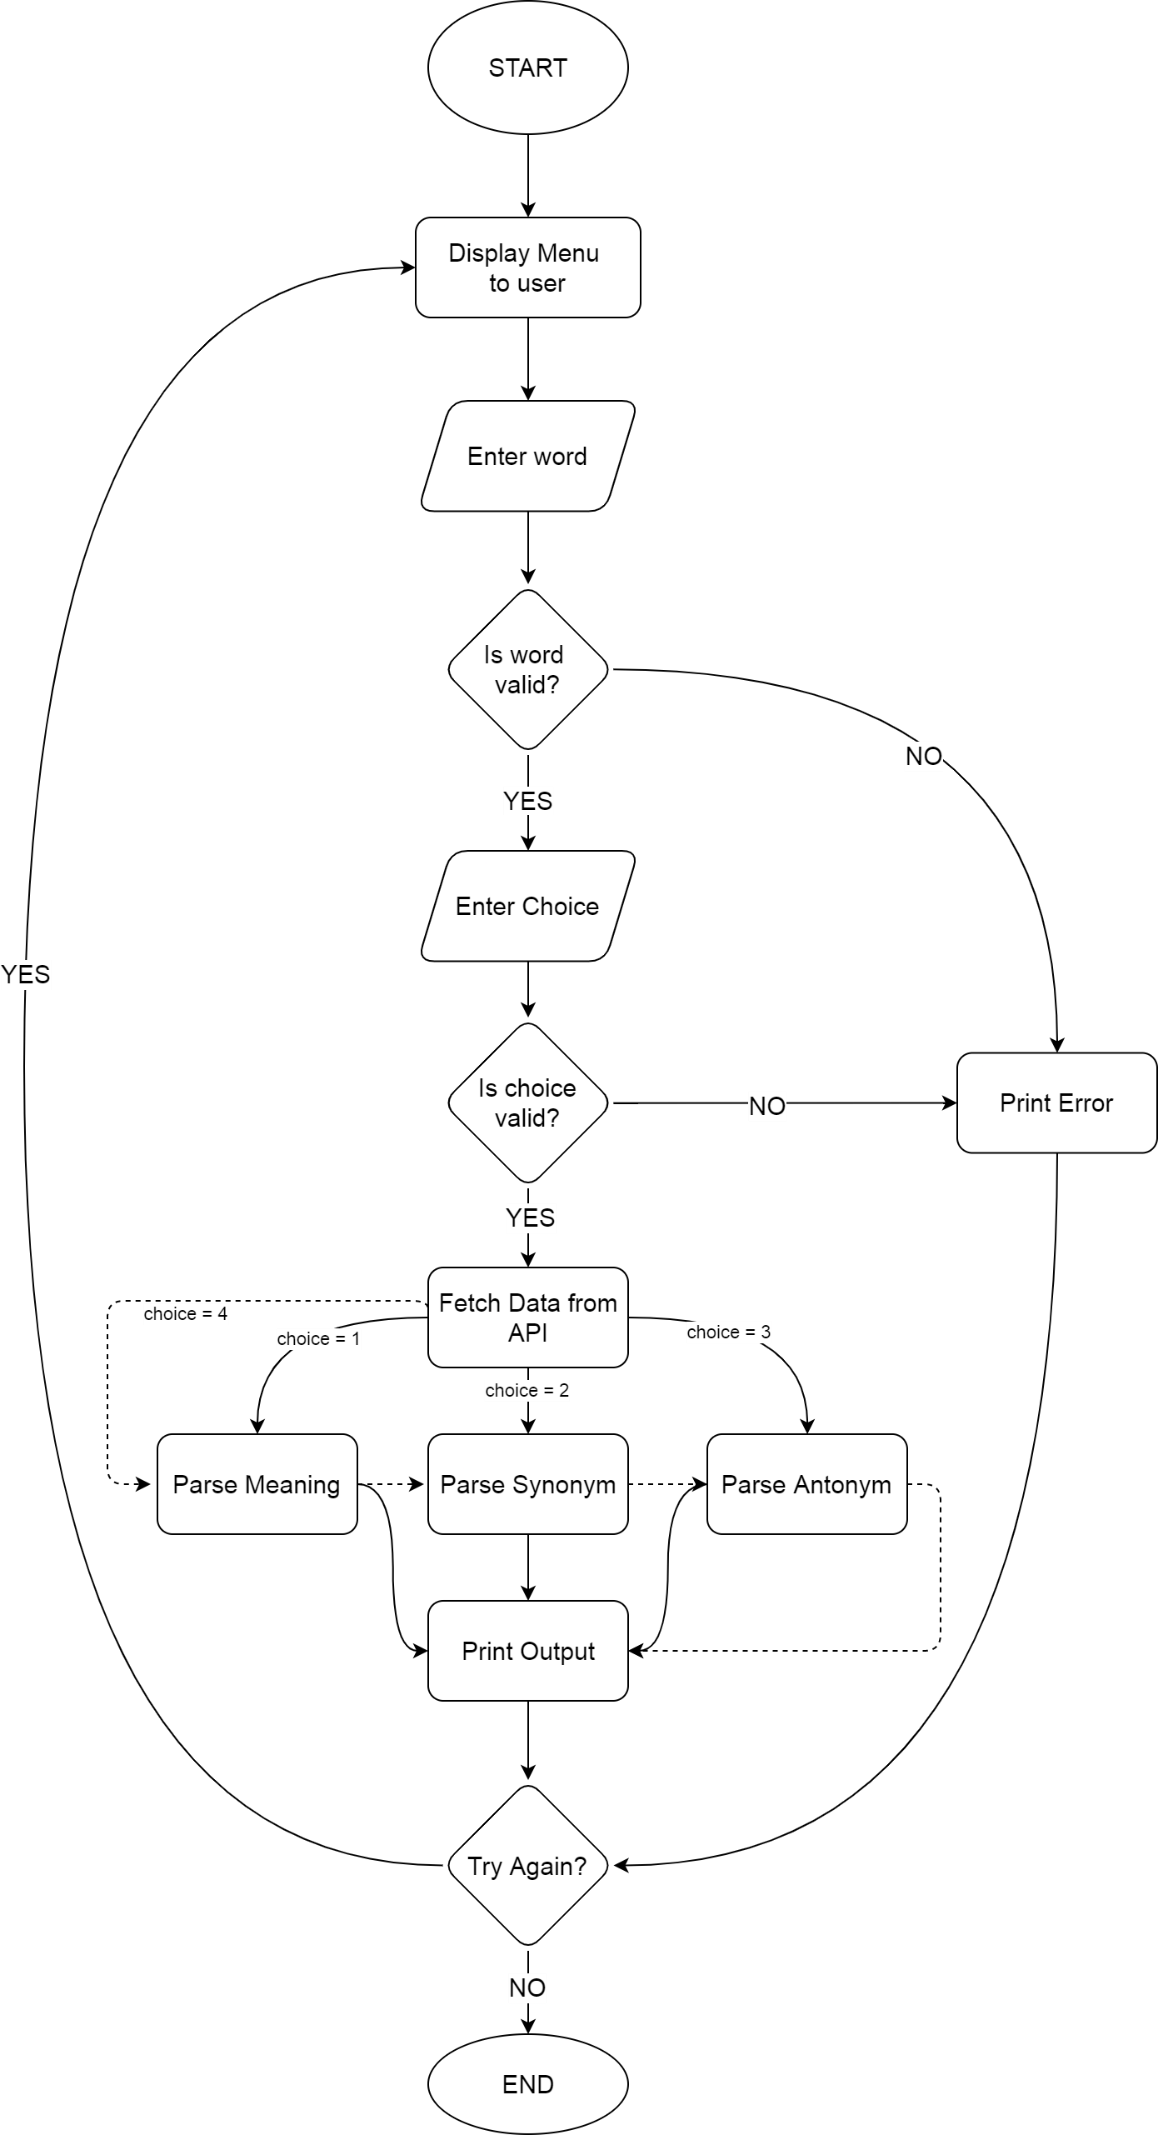 START
Display Menu
to user
Enter word
Is word
valid?
NO
YES
Enter Choice
YES
Is choice
valid?
NO
Print Error
YES
Fetch Data from
API
choice = 4
choice = 1
choice = 3
choice = 2
Parse Meaning
Parse Synonym
Parse Antonym
Print Output
Try Again?
NO
END